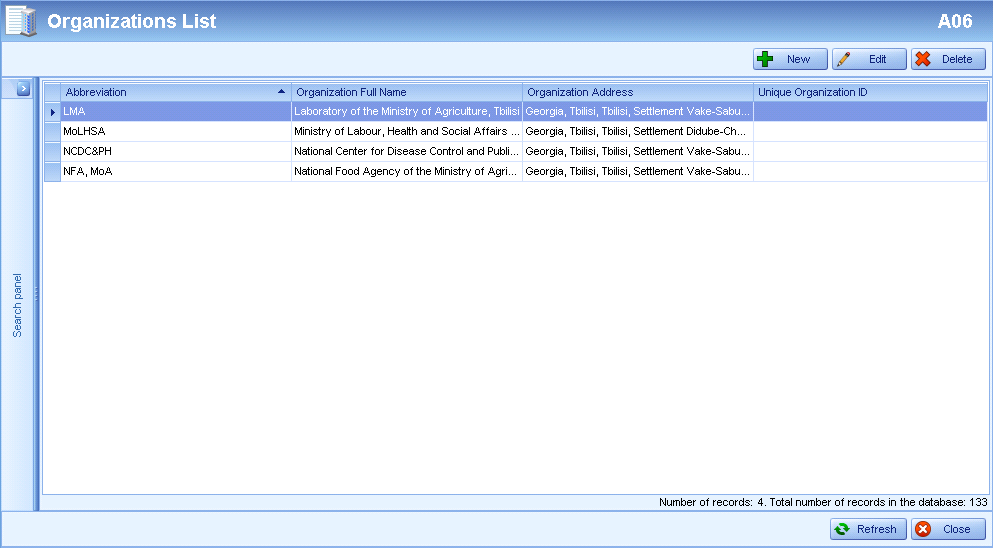 Organizations List A06
New Edit Delete
Abbreviation Organization Full Name Organization Address Unique Organization ID
LMA Laboratory of the Ministry of Agriculture, Tbilisi Georgia, Tbilisi, Tbilisi, Settlement Vake-Sabu...
MoLHSA Ministry of Labour, Health and Social Affairs ... Georgia, Tbilisi, Tbilisi, Settlement Didube-Ch...
NCDC&PH National Center for Disease Control and Publi... Georgia, Tbilisi, Tbilisi, Settlement Vake-Sabu...
NFA, MoA National Food Agency of the Ministry of Agri... Georgia, Tbilisi, Tbilisi, Settlement Vake-Sabu...
Search panel
Number of records: 4. Total number of records in the database: 133
Refresh Close